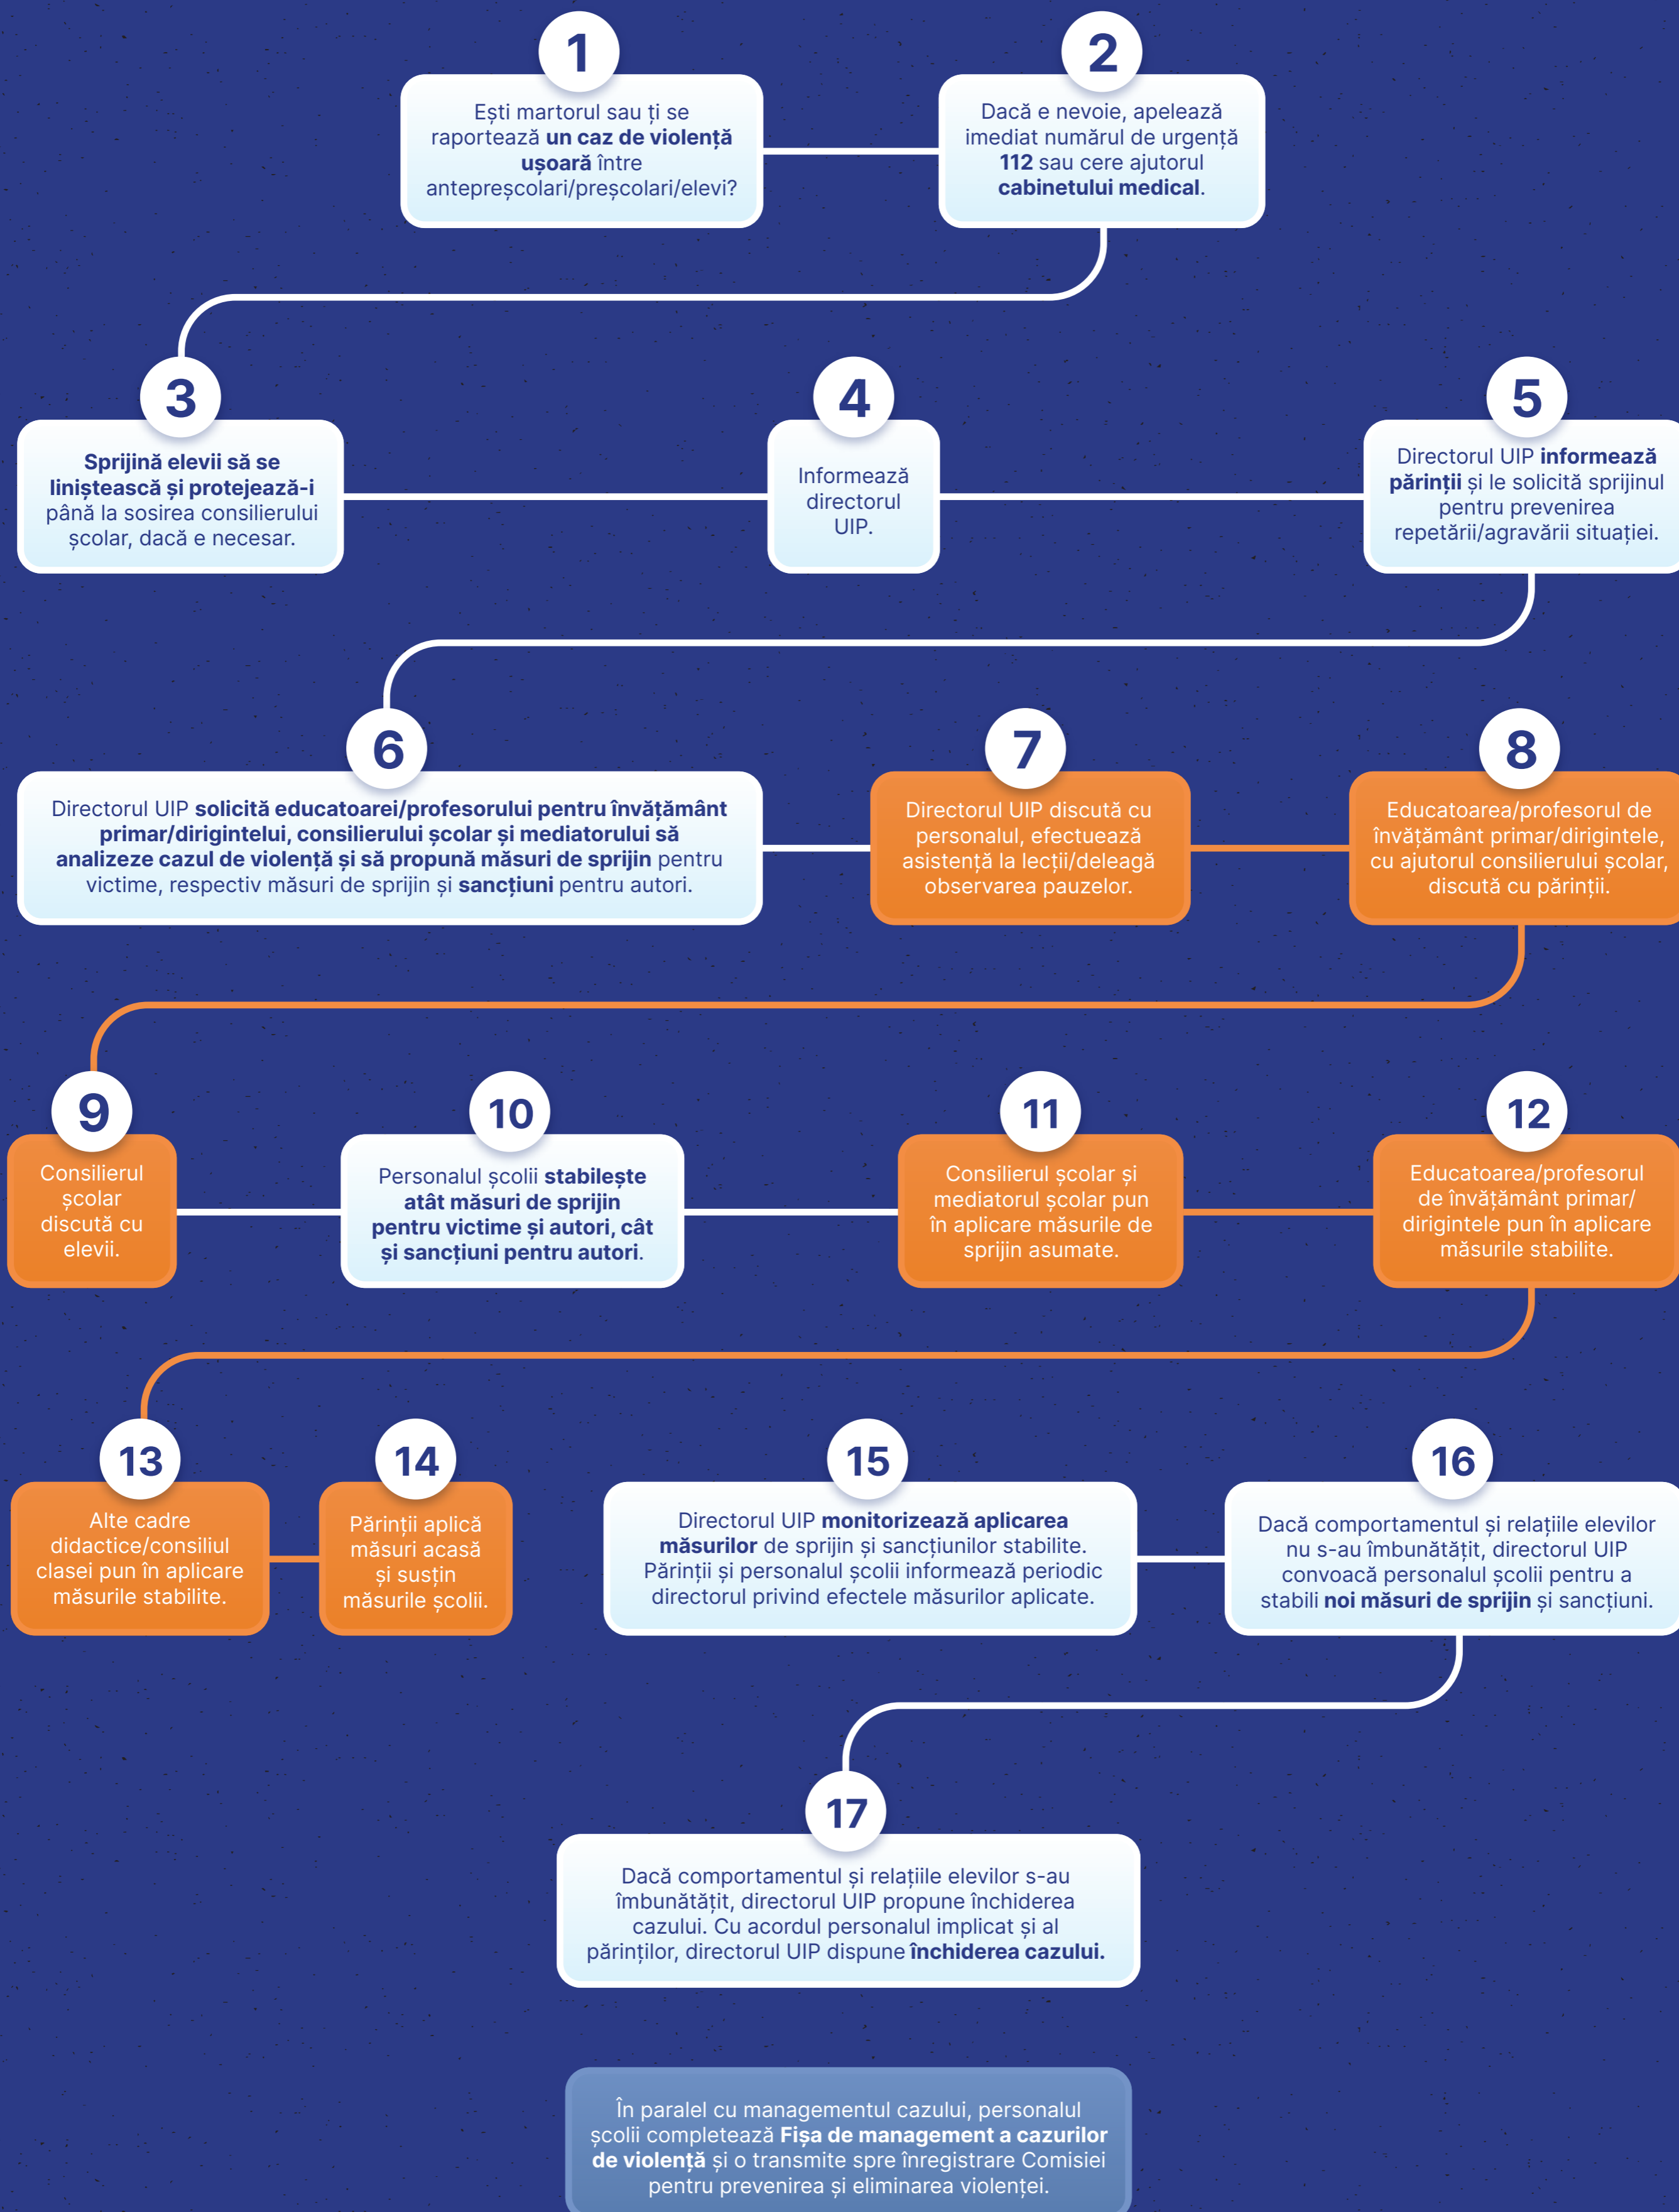 1
Ești martorul sau ți se
raportează un caz de violență
ușoară între
antepreșcolari/preșcolari/elevi?
2
Dacă e nevoie, apelează
imediat numărul de urgență
112 sau cere ajutorul
cabinetului medical.
3
Sprijină elevii să se
liniștească și protejează-i
până la sosirea consilierului
școlar, dacă e necesar.
4
Informează
directorul
UIP.
5
Directorul UIP informează
părinții și le solicită sprijinul
pentru prevenirea
repetării/agravării situației.
6
Directorul UIP solicită educatoarei/profesorului pentru învățământ
primar/dirigintelui, consilierului școlar și mediatorului să
analizeze cazul de violență și să propună măsuri de sprijin pentru
victime, respectiv măsuri de sprijin și sancțiuni pentru autori.
7
Directorul UIP discută cu
personalul, efectuează
asistență la lecții/deleagă
observarea pauzelor.
8
Educatoarea/profesorul de
învățământ primar/dirigintele,
cu ajutorul consilierului școlar,
discută cu părinții.
9
Consilierul
școlar
discută cu
elevii.
10
Personalul școlii stabilește
atât măsuri de sprijin
pentru victime și autori, cât
și sancțiuni pentru autori.
11
Consilierul școlar și
mediatorul școlar pun
în aplicare măsurile de
sprijin asumate.
12
Educatoarea/profesorul
de învățământ primar/
dirigintele pun în aplicare
măsurile stabilite.
13
Alte cadre
didactice/consiliul
clasei pun în aplicare
măsurile stabilite.
14
Părinții aplică
măsuri acasă
și susțin
măsurile școlii.
15
Directorul UIP monitorizează aplicarea
măsurilor de sprijin și sancțiunilor stabilite.
Părinții și personalul școlii informează periodic
directorul privind efectele măsurilor aplicate.
16
Dacă comportamentul și relațiile elevilor
nu s-au îmbunătățit, directorul UIP
convoacă personalul școlii pentru a
stabili noi măsuri de sprijin și sancțiuni.
17
Dacă comportamentul și relațiile elevilor s-au
îmbunătățit, directorul UIP propune închiderea
cazului. Cu acordul personalul implicat și al
părinților, directorul UIP dispune închiderea cazului.
În paralel cu managementul cazului, personalul
școlii completează Fișa de management a cazurilor
de violență și o transmite spre înregistrare Comisiei
pentru prevenirea și eliminarea violenței.